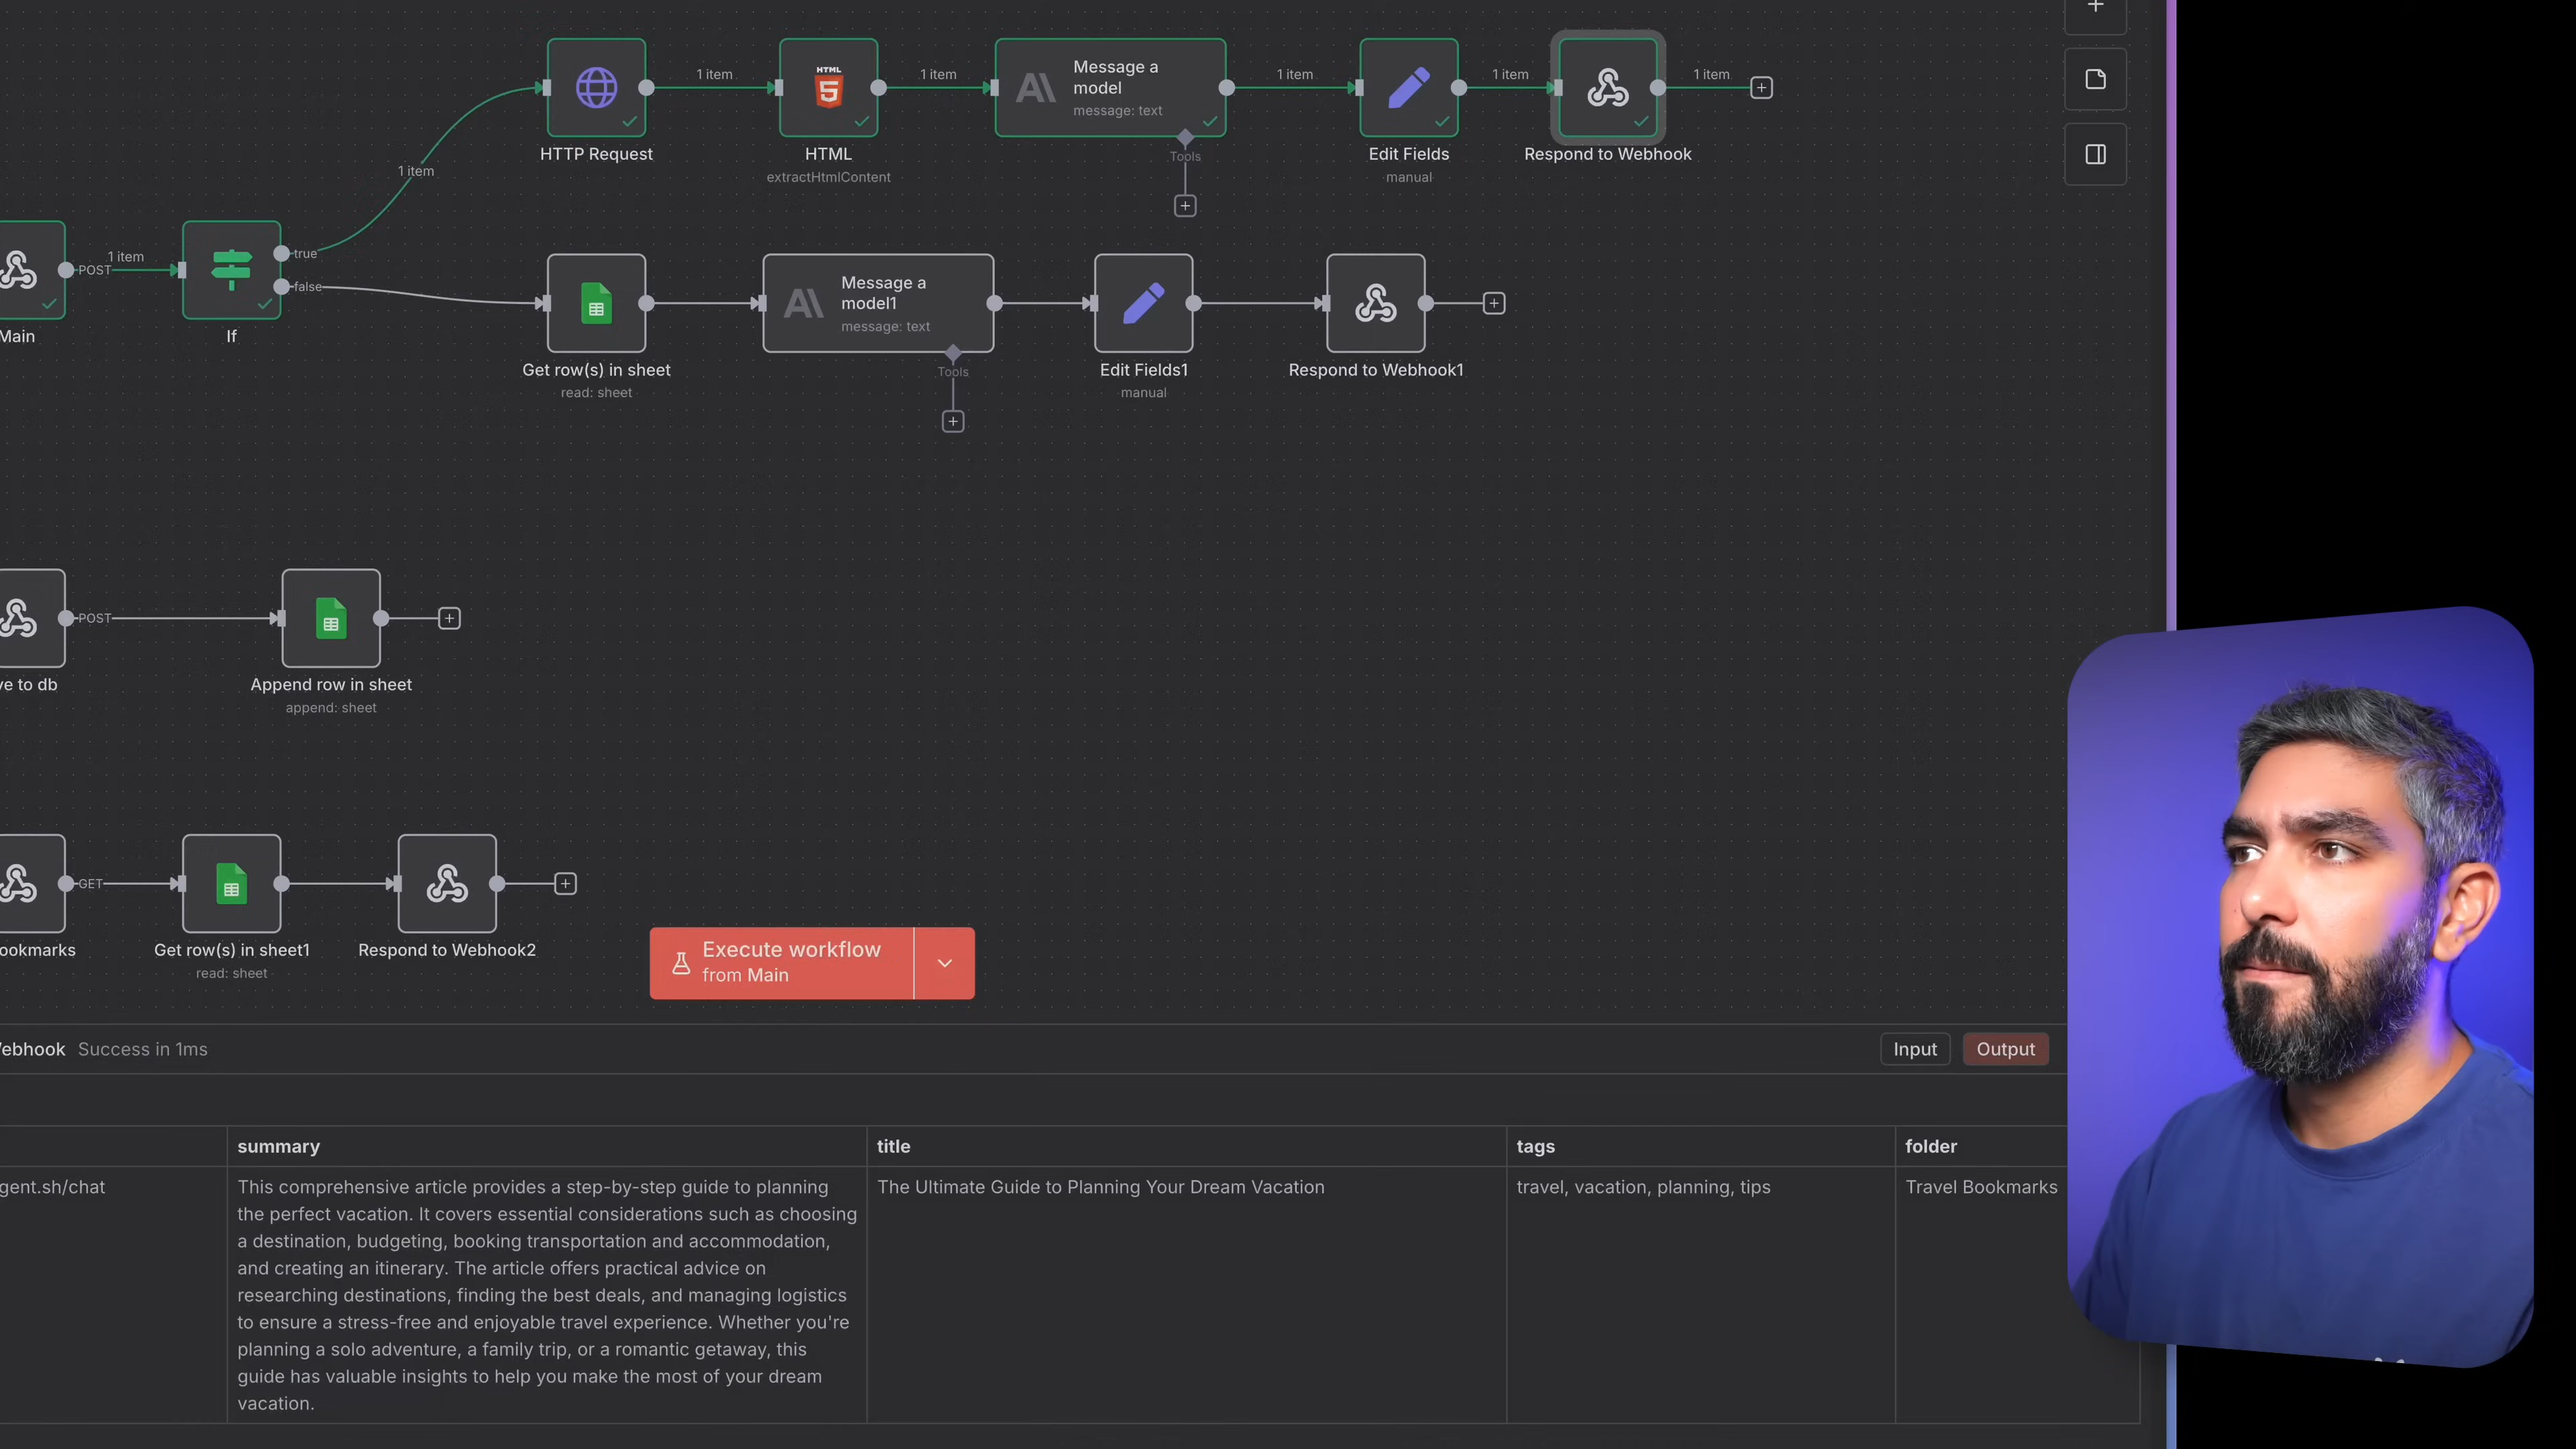 1 item
1 item
1 item
1 item
1 item
Message a
model
message: text
HTTP Request
HTML
extractHtmlContent
Tools
Edit Fields
manual
Respond to Webhook
1 item
POST
1 item
true
false
Main
If
Message a
model1
message: text
Get row(s) in sheet
read: sheet
Tools
Edit Fields1
manual
Respond to Webhook1
POST
ve to db
Append row in sheet
append: sheet
GET
ookmarks
Get row(s) in sheet1
read: sheet
Respond to Webhook2
Execute workflow
from Main
ebhook Success in 1ms
Input
Output
summary
title
tags
folder
gent.sh/chat
This comprehensive article provides a step-by-step guide to planning
the perfect vacation. It covers essential considerations such as choosing
a destination, budgeting, booking transportation and accommodation,
and creating an itinerary. The article offers practical advice on
researching destinations, finding the best deals, and managing logistics
to ensure a stress-free and enjoyable travel experience. Whether you're
planning a solo adventure, a family trip, or a romantic getaway, this
guide has valuable insights to help you make the most of your dream
vacation.
The Ultimate Guide to Planning Your Dream Vacation
travel, vacation, planning, tips
Travel Bookmarks